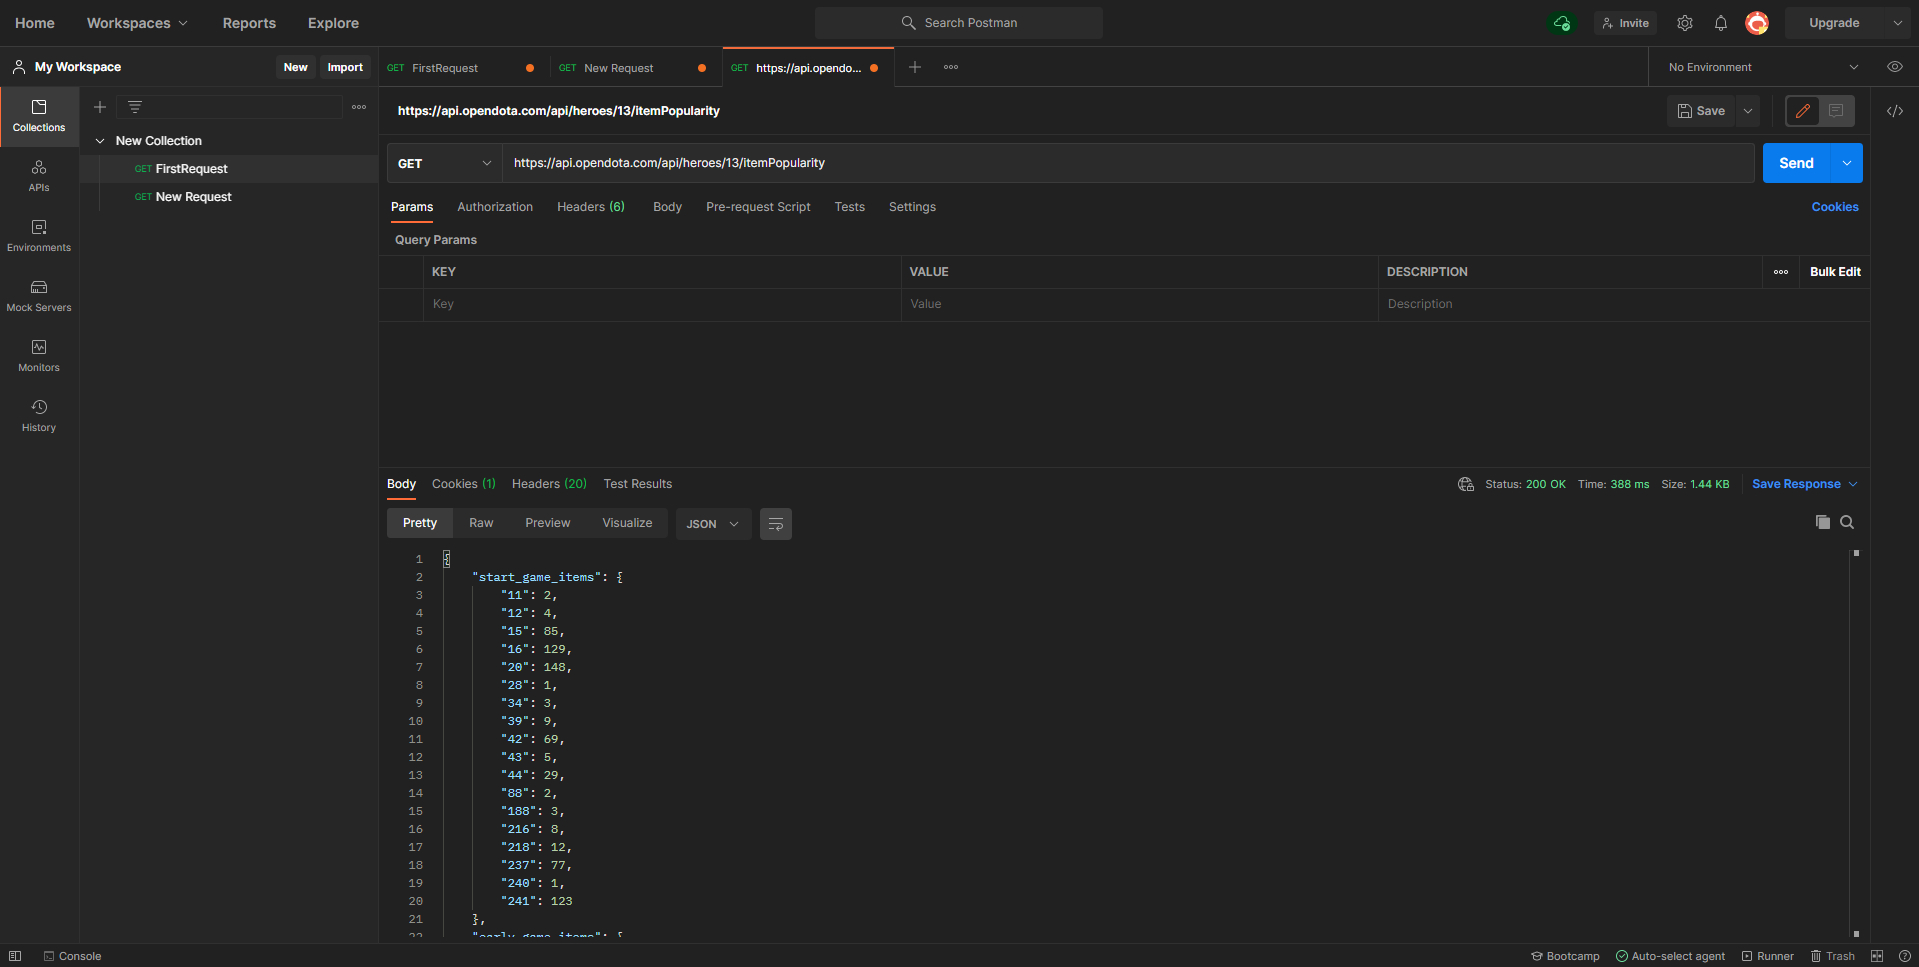 Home Workspaces Reports Explore Search Postman Invite Upgrade
My Workspace New Import GET FirstRequest GET New Request GET https://api.opendo... No Environment
Collections
APIs
Environments
Mock Servers
Monitors
History
New Collection
GET FirstRequest
GET New Request
https://api.opendota.com/api/heroes/13/itemPopularity Save
GET https://api.opendota.com/api/heroes/13/itemPopularity Send
Params Authorization Headers (6) Body Pre-request Script Tests Settings Cookies
Query Params
KEY VALUE DESCRIPTION Bulk Edit
Key Value Description
Body Cookies (1) Headers (20) Test Results Status: 200 OK Time: 388 ms Size: 1.44 KB Save Response
Pretty Raw Preview Visualize JSON
1 {
2 "start_game_items": {
3 "11": 2,
4 "12": 4,
5 "15": 85,
6 "16": 129,
7 "20": 148,
8 "28": 1,
9 "34": 3,
10 "39": 9,
11 "42": 69,
12 "43": 5,
13 "44": 29,
14 "88": 2,
15 "188": 3,
16 "216": 8,
17 "218": 12,
18 "237": 77,
19 "240": 1,
20 "241": 123
21 },
22 "early_game_items": {
Console Bootcamp Auto-select agent Runner Trash